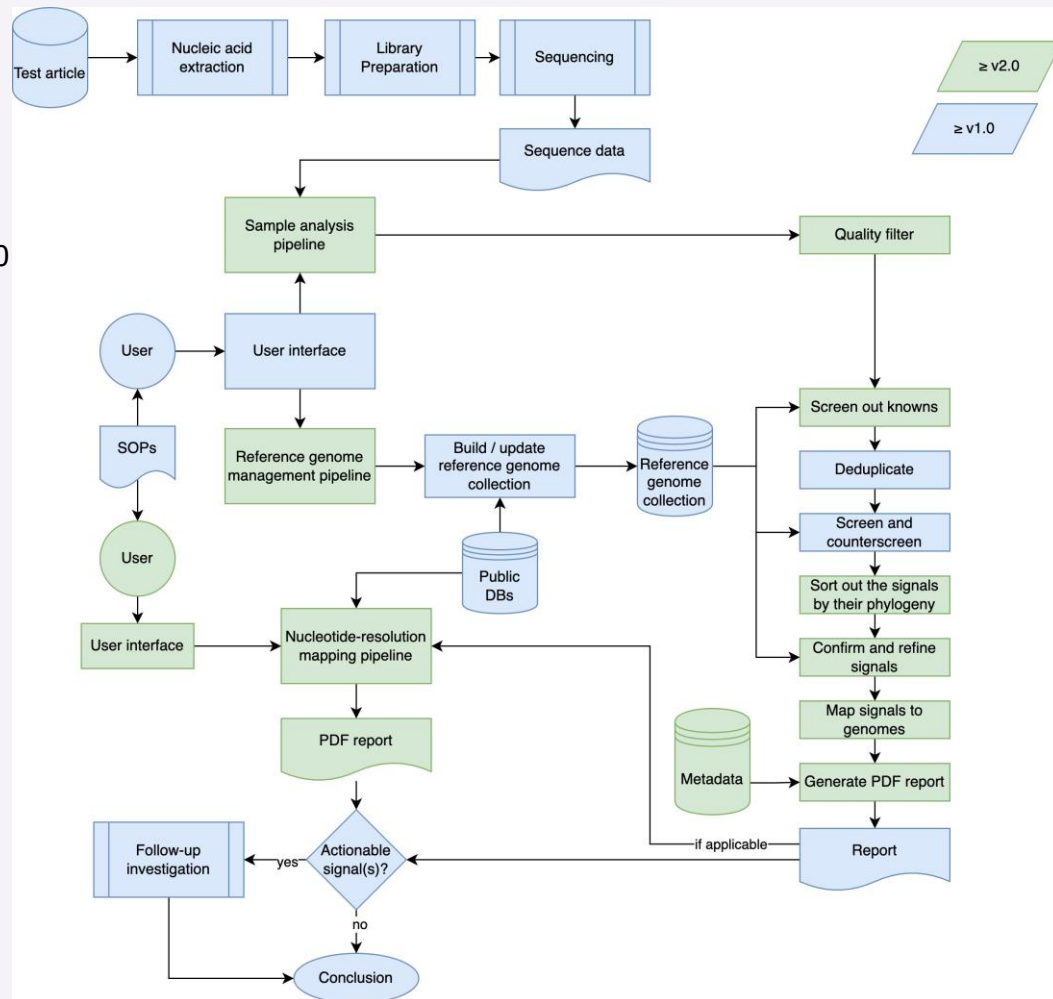 Test article
Nucleic acid
extraction
Library
Preparation
Sequencing
≥ v2.0
≥ v1.0
Sequence data
Sample analysis
pipeline
Quality filter
0
User
User interface
Screen out knowns
SOPs
Reference genome
management pipeline
Build / update
reference genome
collection
Reference
genome
collection
Deduplicate
Screen and
counterscreen
User
Public
DBs
Sort out the signals
by their phylogeny
User interface
Nucleotide-resolution
mapping pipeline
Confirm and refine
signals
Map signals to
genomes
PDF report
Metadata
Generate PDF report
Follow-up
investigation
yes
Actionable
signal(s)?
if applicable
Report
no
Conclusion